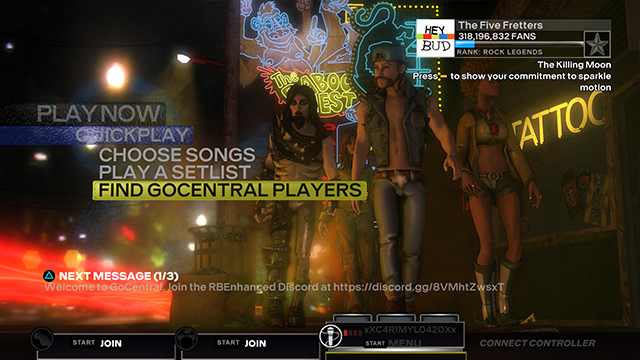 HEY
BUD
The Five Fretters
318,196,832 FANS
RANK: ROCK LEGENDS
The Killing Moon
Press – to show your commitment to sparkle
motion
PLAY NOW
QUICKPLAY
CHOOSE SONGS
PLAY A SETLIST
FIND GOCENTRAL PLAYERS
TATTOO
NEXT MESSAGE (1/3)
Welcome to GoCentral. Join the RBEnhanced Discord at https://discord.gg/8VMhtZwsxT
START JOIN
START JOIN
xXC4RlMYL0420Xx
START MENU
CONNECT CONTROLLER